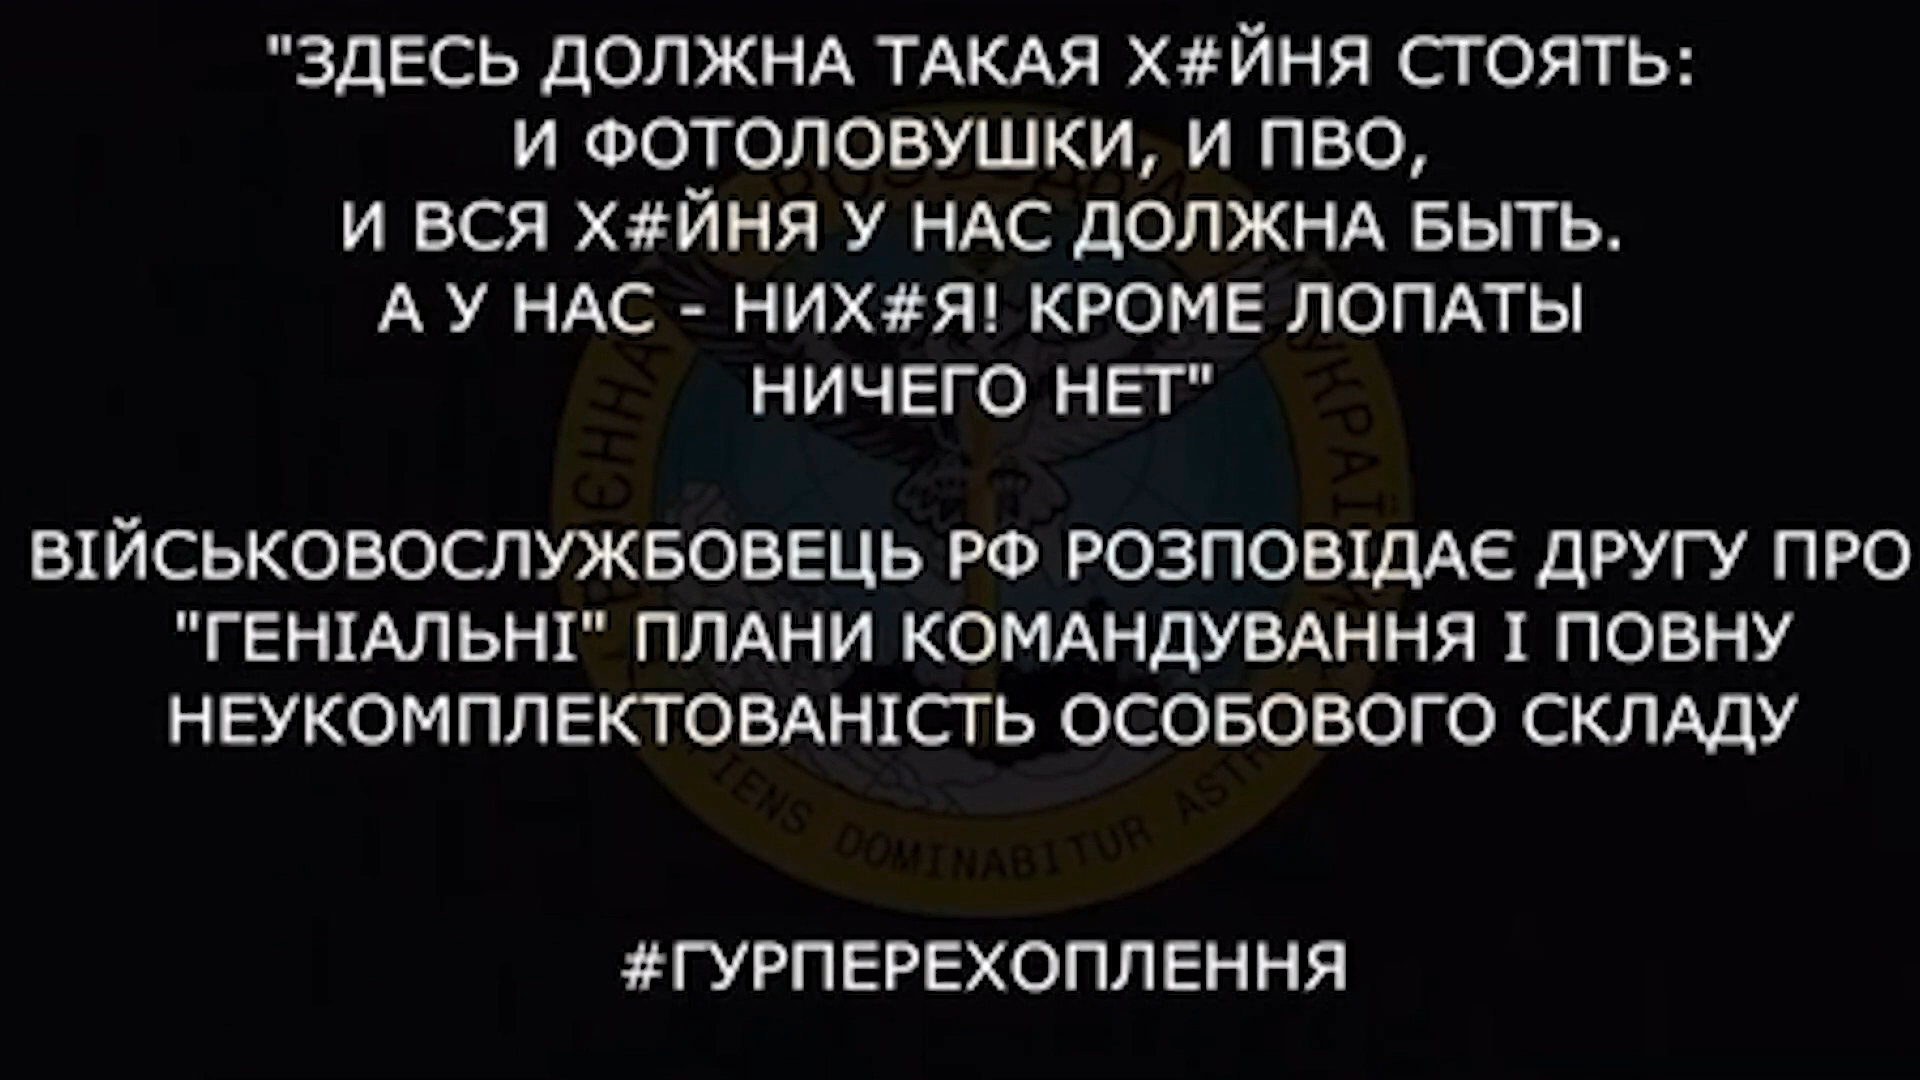 "ЗДЕСЬ ДОЛЖНА ТАКАЯ Х#ЙНЯ СТОЯТЬ:
И ФОТОЛОВУШКИ, И ПВО,
И ВСЯ Х#ЙНЯ У НАС ДОЛЖНА БЫТЬ.
А У НАС - НИХ#Я! КРОМЕ ЛОПАТЫ
НИЧЕГО НЕТ"
ВІЙСЬКОВОСЛУЖБОВЕЦЬ РФ РОЗПОВІДАЄ ДРУГУ ПРО
"ГЕНІАЛЬНІ" ПЛАНИ КОМАНДУВАННЯ І ПОВНУ
НЕУКОМПЛЕКТОВАНІСТЬ ОСОБОВОГО СКЛАДУ
DOMINABITUR
#ГУРПЕРЕХОПЛЕННЯ